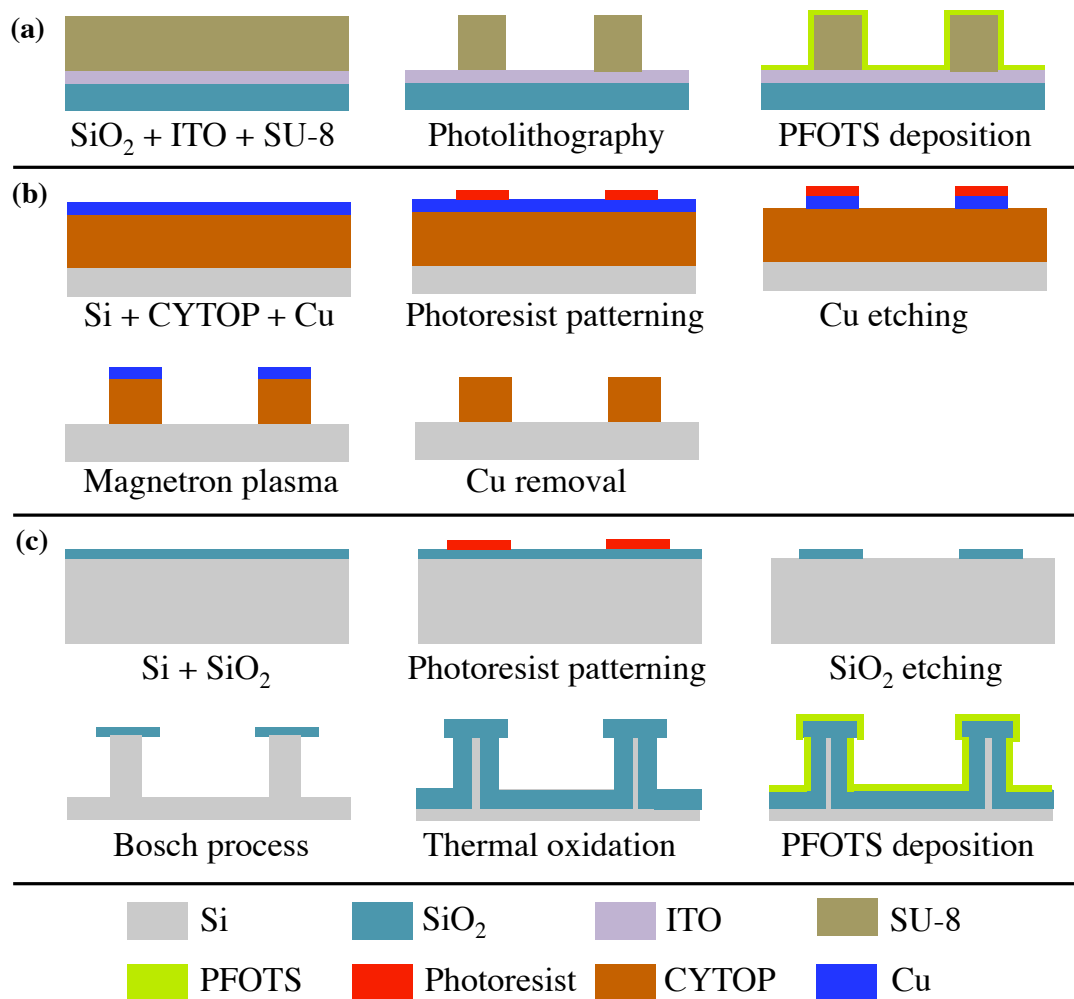 (a)
SiO₂ + ITO + SU-8
Photolithography
PFOTS deposition
(b)
Si + CYTOP + Cu
Photoresist patterning
Cu etching
Magnetron plasma
Cu removal
(c)
Si + SiO₂
Photoresist patterning
SiO₂ etching
Bosch process
Thermal oxidation
PFOTS deposition
Si
SiO₂
ITO
SU-8
PFOTS
Photoresist
CYTOP
Cu